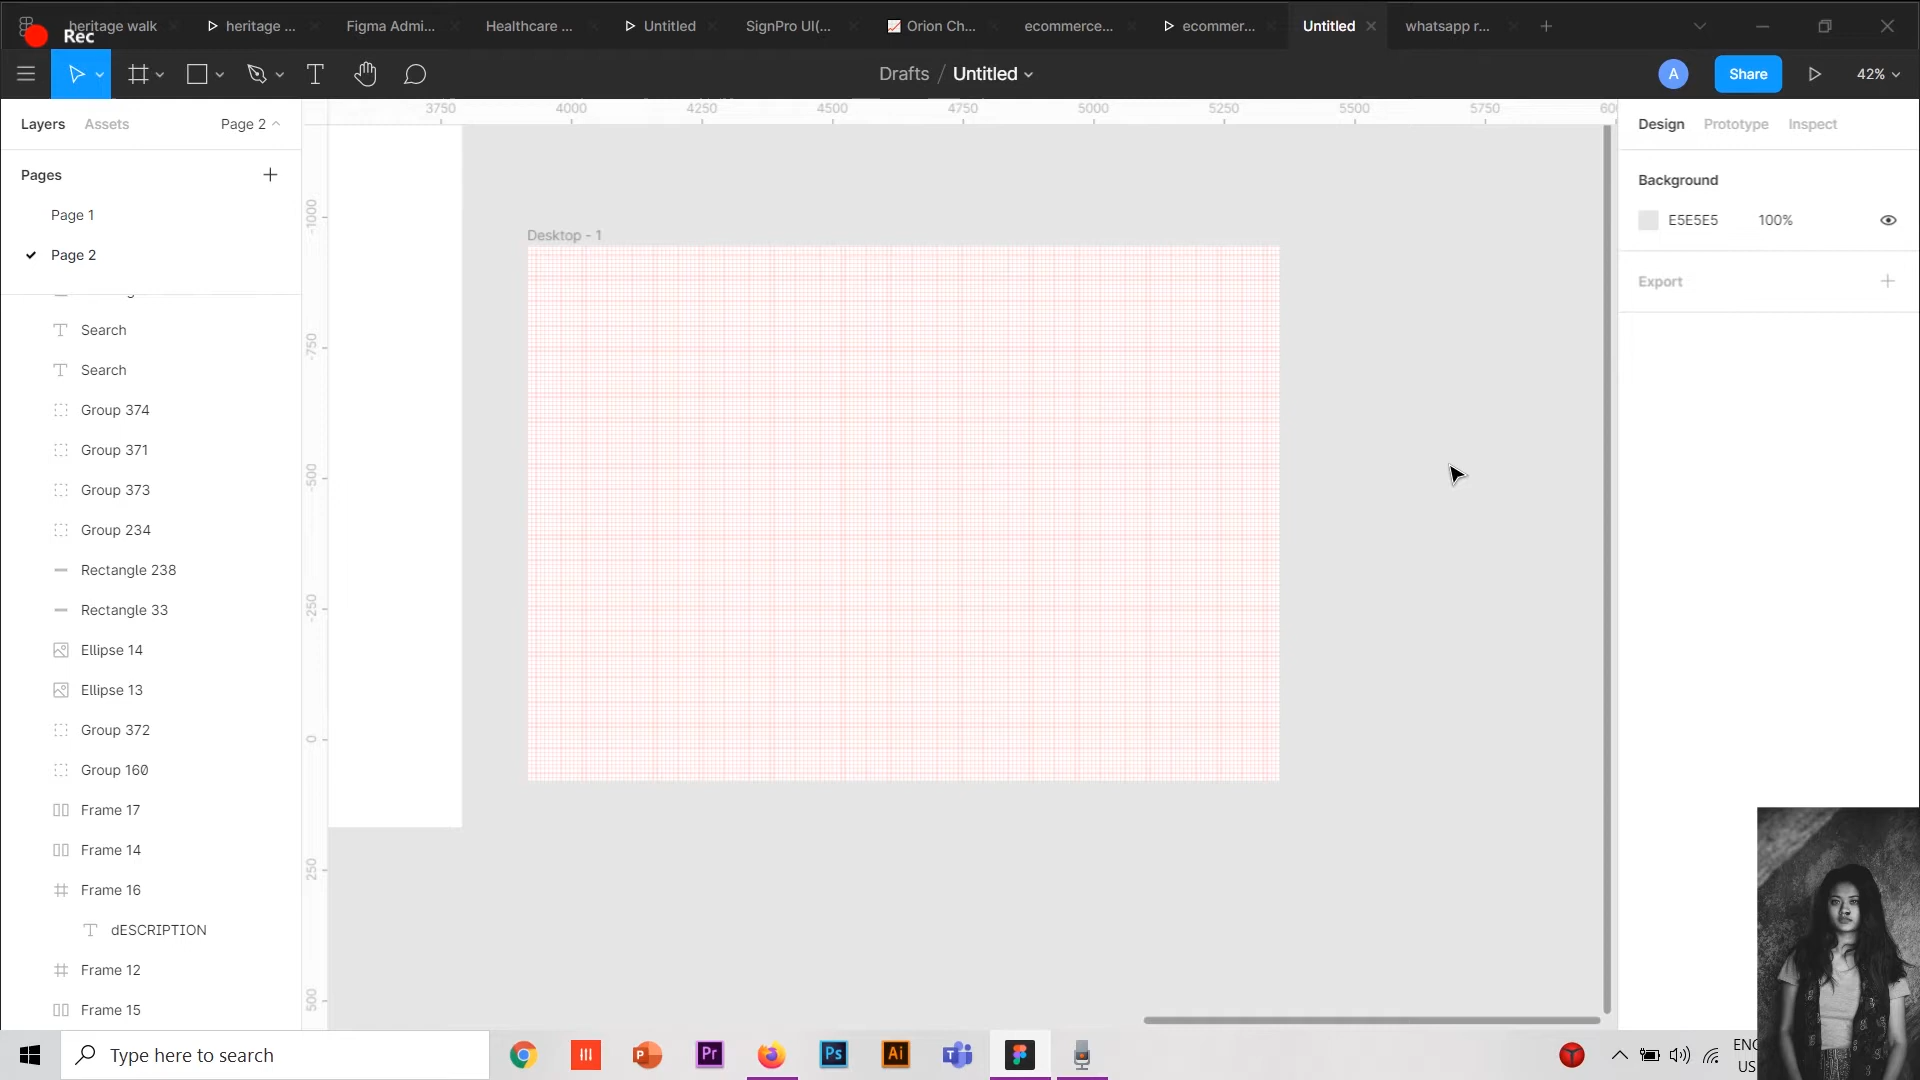 heritage walk
heritage ...
Figma Admi...
Healthcare ...
Untitled
SignPro UI(...
Orion Ch...
ecommerce...
ecommer...
Untitled
whatsapp r...
Rec
Drafts / Untitled
A
Share
42%
Layers
Assets
Page 2
Pages
Page 1
Page 2
Search
Search
Group 374
Group 371
Group 373
Group 234
Rectangle 238
Rectangle 33
Ellipse 14
Ellipse 13
Group 372
Group 160
Frame 17
Frame 14
Frame 16
dESCRIPTION
Frame 12
Frame 15
3750 4000 4250 4500 4750 5000 5250 5500 5750 60
-1000
-750
-500
-250
0
250
500
Desktop - 1
Design
Prototype
Inspect
Background
E5E5E5 100%
Export
Type here to search
P
Pr
Ps
Ai
T
ENG
US